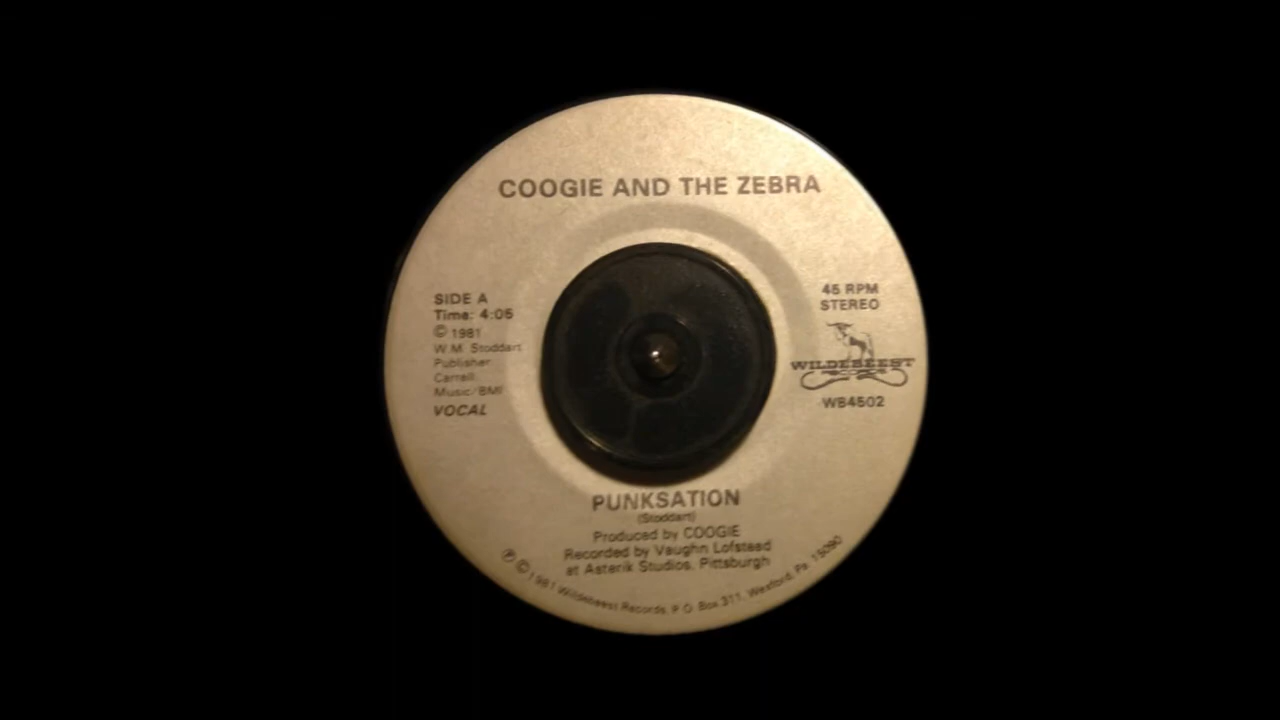 COOGIE AND THE ZEBRA
SIDE A
Time: 4:05
© 1981
W.M. Stoddart
Publisher
Carrell
Music/BMI
VOCAL
45 RPM
STEREO
WILDEBEEST
RECORDS
WB4502
PUNKSATION
(Stoddart)
Produced by COOGIE
Recorded by Vaughn Lofstead
at Asterik Studios, Pittsburgh
℗ © 1981 Wildebeest Records, P.O. Box 311, Wexford, Pa. 15090